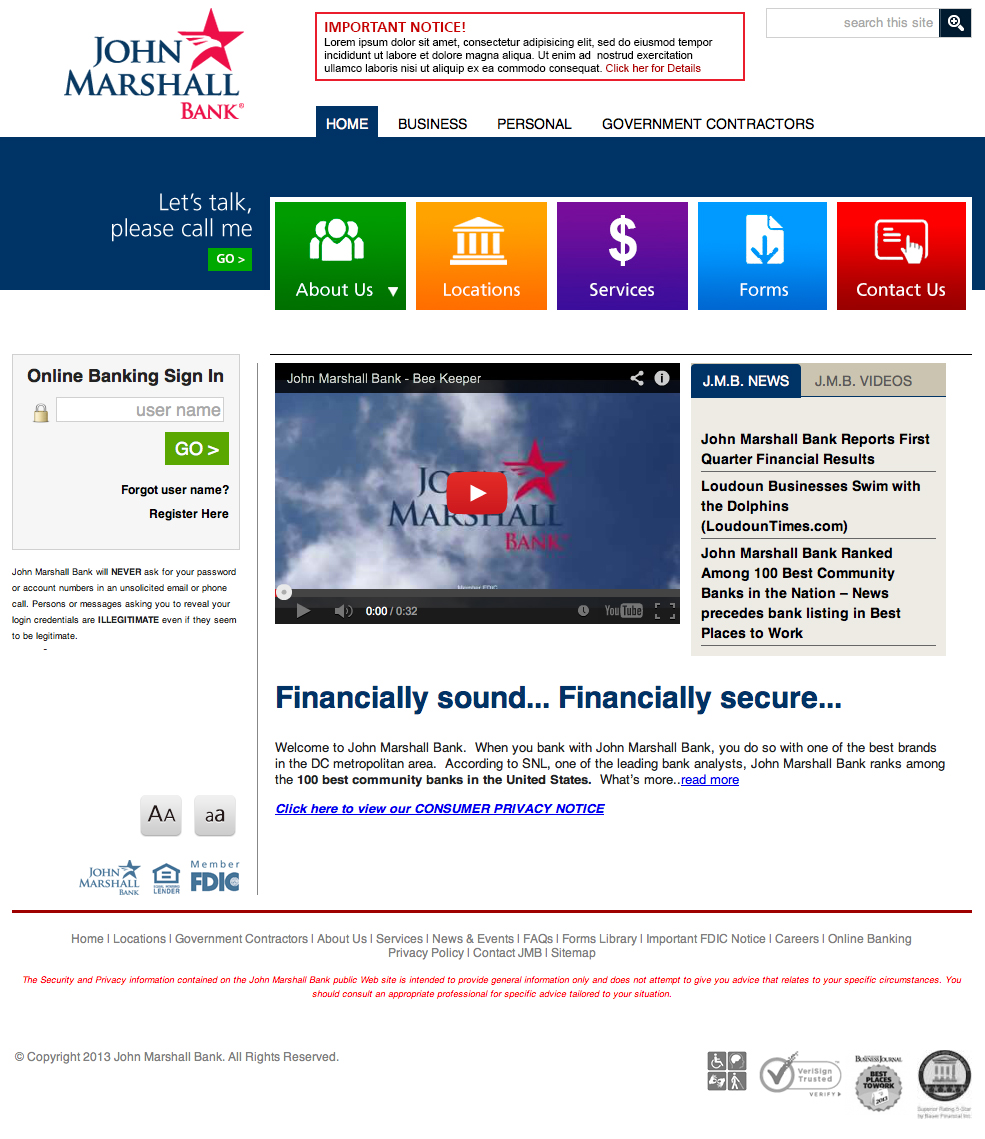 JOHN
MARSHALL
BANK®
IMPORTANT NOTICE!
Lorem ipsum dolor sit amet, consectetur adipisicing elit, sed do eiusmod tempor
incididunt ut labore et dolore magna aliqua. Ut enim ad nostrud exercitation
ullamco laboris nisi ut aliquip ex ea commodo consequat. Click her for Details
search this site
HOME BUSINESS PERSONAL GOVERNMENT CONTRACTORS
Let's talk,
please call me
GO >
About Us ▼ Locations Services Forms Contact Us
Online Banking Sign In
user name
GO >
Forgot user name?
Register Here
John Marshall Bank will NEVER ask for your password
or account numbers in an unsolicited email or phone
call. Persons or messages asking you to reveal your
login credentials are ILLEGITIMATE even if they seem
to be legitimate.
John Marshall Bank - Bee Keeper
JOHN
MARSHALL
BANK
Member FDIC
0:00 / 0:32
YouTube
J.M.B. NEWS J.M.B. VIDEOS
John Marshall Bank Reports First
Quarter Financial Results
Loudoun Businesses Swim with
the Dolphins
(LoudounTimes.com)
John Marshall Bank Ranked
Among 100 Best Community
Banks in the Nation – News
precedes bank listing in Best
Places to Work
Financially sound... Financially secure...
Welcome to John Marshall Bank. When you bank with John Marshall Bank, you do so with one of the best brands
in the DC metropolitan area. According to SNL, one of the leading bank analysts, John Marshall Bank ranks among
the 100 best community banks in the United States. What's more..read more
Click here to view our CONSUMER PRIVACY NOTICE
AA aa
JOHN
MARSHALL
BANK
EQUAL HOUSING
LENDER
Member
FDIC
Home | Locations | Government Contractors | About Us | Services | News & Events | FAQs | Forms Library | Important FDIC Notice | Careers | Online Banking
Privacy Policy | Contact JMB | Sitemap
The Security and Privacy information contained on the John Marshall Bank public Web site is intended to provide general information only and does not attempt to give you advice that relates to your specific circumstances. You
should consult an appropriate professional for specific advice tailored to your situation.
© Copyright 2013 John Marshall Bank. All Rights Reserved.
VeriSign
Trusted
VERIFY
BUSINESS JOURNAL
BEST
PLACES
TO WORK
2013
Superior Rating 5-Star
by Bauer Financial Inc.